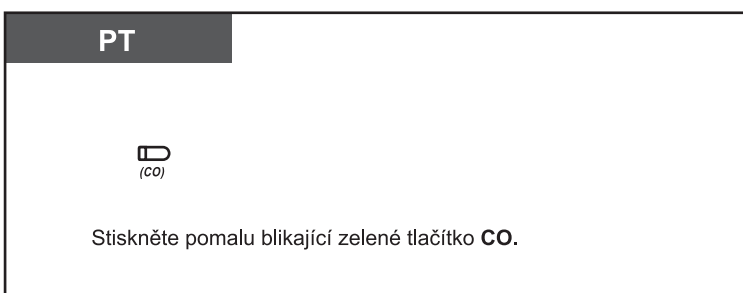 PT
(CO)
Stiskněte pomalu blikající zelené tlačítko CO.